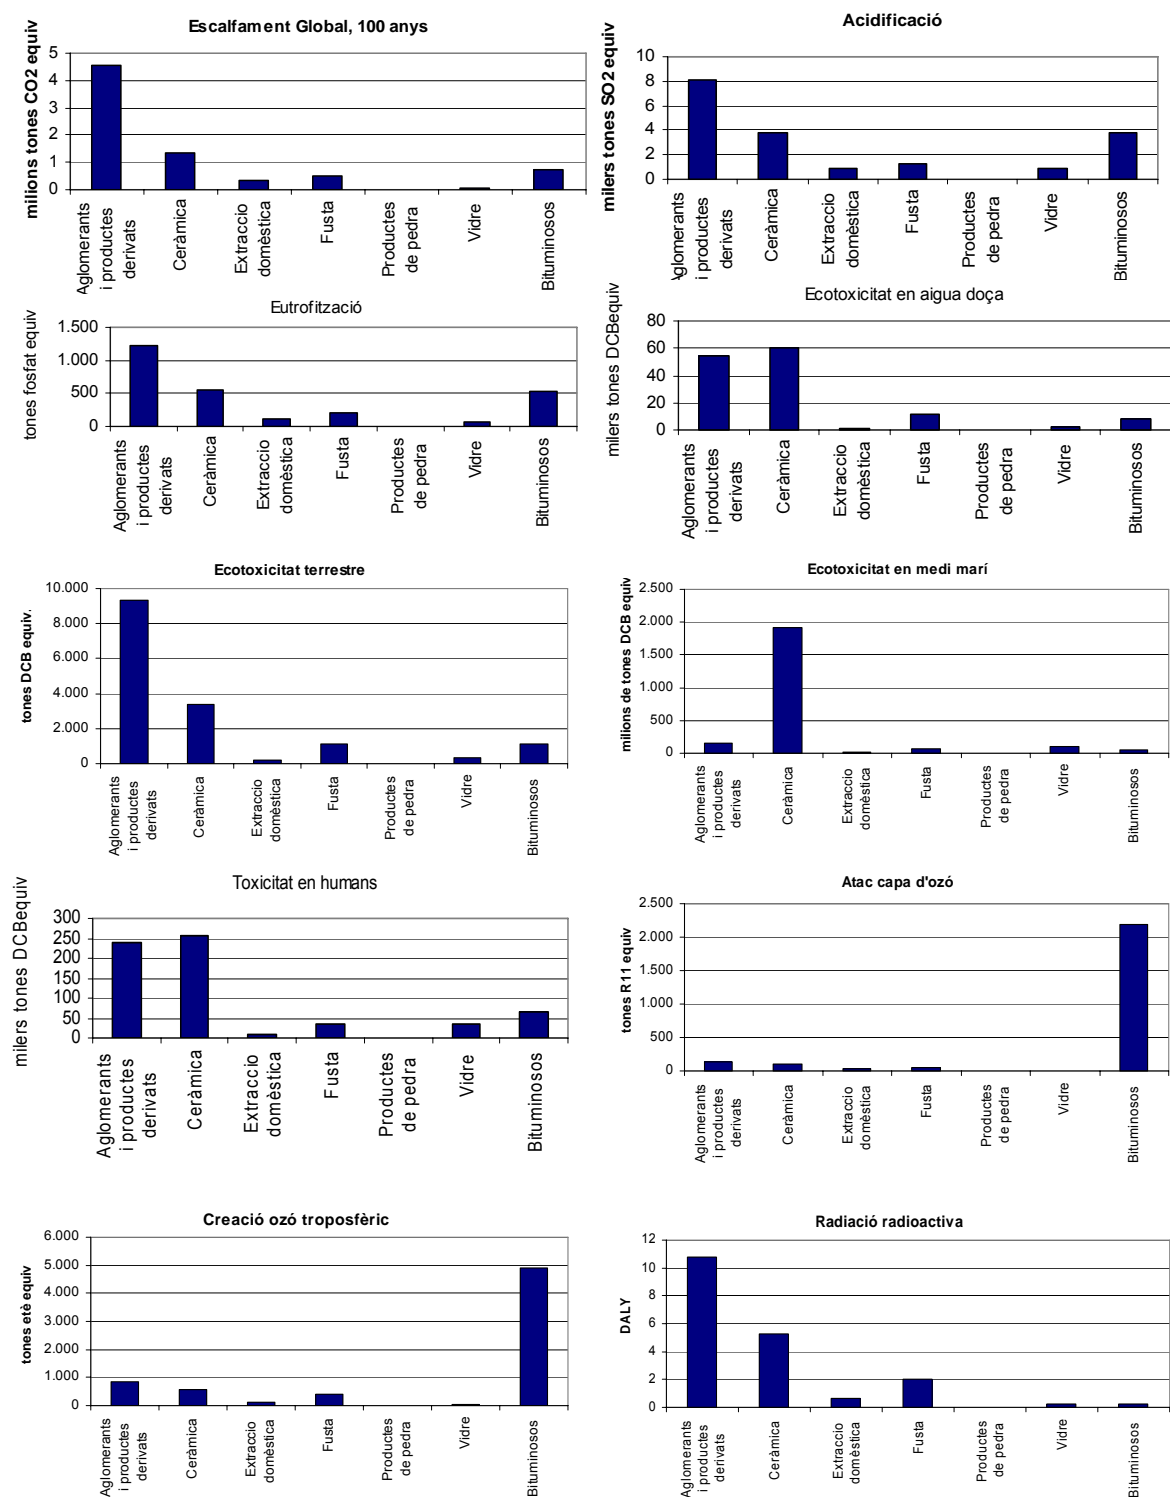 Escalfament Global, 100 anys
milions tones CO2 equiv
5
4
3
2
1
0
Aglomerants
i productes
derivats
Ceràmica
Extraccio
domèstica
Fusta
Productes
de pedra
Vidre
Bituminosos
Acidificació
milers tones SO2 equiv
10
8
6
4
2
0
Aglomerants
i productes
derivats
Ceràmica
Extraccio
domèstica
Fusta
Productes
de pedra
Vidre
Bituminosos
Eutrofització
tones fosfat equiv
1.500
1.000
500
0
Aglomerants
i productes
derivats
Ceràmica
Extraccio
domèstica
Fusta
Productes
de pedra
Vidre
Bituminosos
Ecotoxicitat en aigua doça
milers tones DCBequiv
80
60
40
20
0
Aglomerants
i productes
derivats
Ceràmica
Extraccio
domèstica
Fusta
Productes
de pedra
Vidre
Bituminosos
Ecotoxicitat terrestre
tones DCB equiv.
10.000
8.000
6.000
4.000
2.000
0
Aglomerants
i productes
derivats
Ceràmica
Extraccio
domèstica
Fusta
Productes
de pedra
Vidre
Bituminosos
Ecotoxicitat en medi marí
milions de tones DCB equiv
2.500
2.000
1.500
1.000
500
0
Aglomerants
i productes
derivats
Ceràmica
Extraccio
domèstica
Fusta
Productes
de pedra
Vidre
Bituminosos
Toxicitat en humans
milers tones DCBequiv
300
250
200
150
100
50
0
Aglomerants
i productes
derivats
Ceràmica
Extraccio
domèstica
Fusta
Productes
de pedra
Vidre
Bituminosos
Atac capa d'ozó
tones R11 equiv
2.500
2.000
1.500
1.000
500
0
Aglomerants
i productes
derivats
Ceràmica
Extraccio
domèstica
Fusta
Productes
de pedra
Vidre
Bituminosos
Creació ozó troposfèric
tones etè equiv
6.000
5.000
4.000
3.000
2.000
1.000
0
Aglomerants
i productes
derivats
Ceràmica
Extraccio
domèstica
Fusta
Productes
de pedra
Vidre
Bituminosos
Radiació radioactiva
DALY
12
10
8
6
4
2
0
Aglomerants
i productes
derivats
Ceràmica
Extraccio
domèstica
Fusta
Productes
de pedra
Vidre
Bituminosos